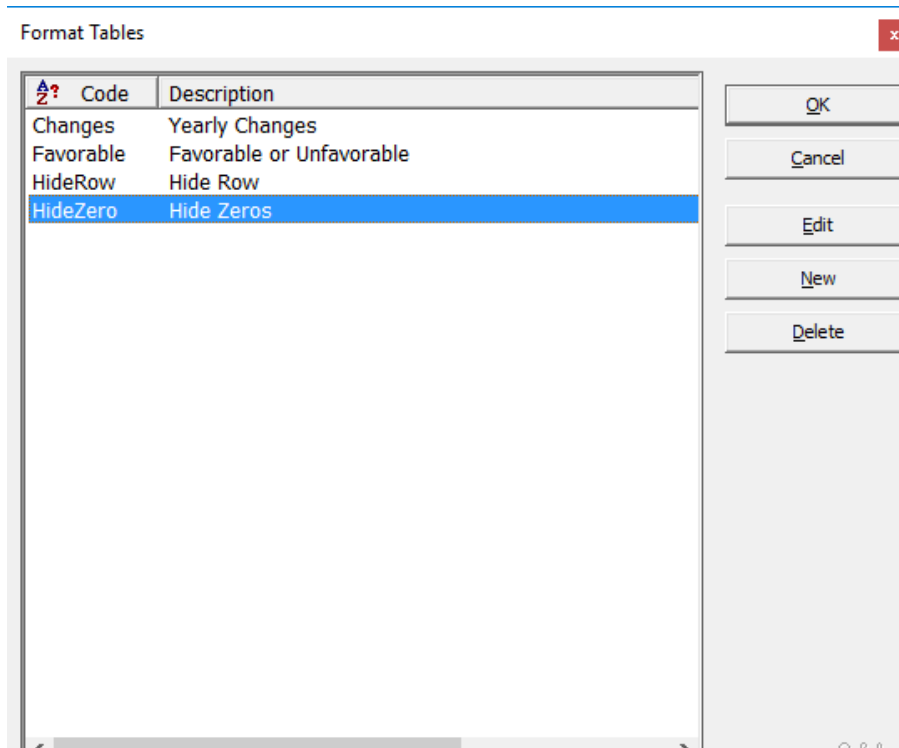 Format Tables
x
AZ? Code Description
Changes Yearly Changes
Favorable Favorable or Unfavorable
HideRow Hide Row
HideZero Hide Zeros
OK
Cancel
Edit
New
Delete